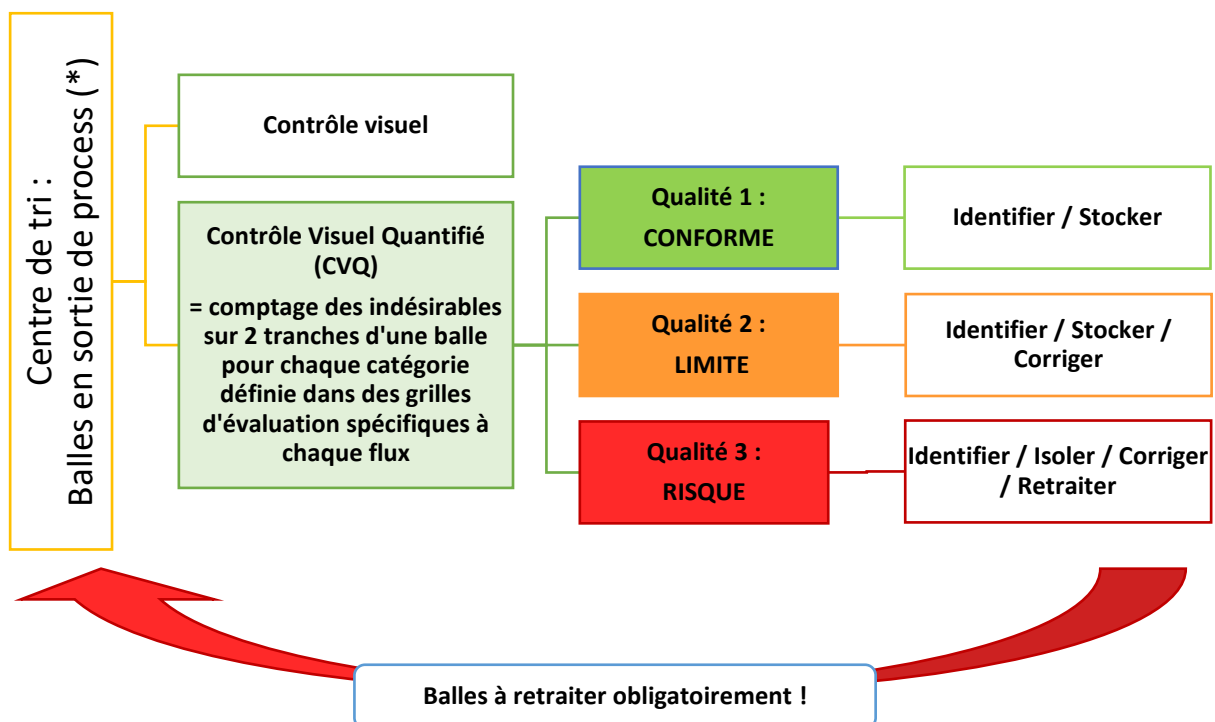 Centre de tri :
Balles en sortie de process (*)
Contrôle visuel
Contrôle Visuel Quantifié
(CVQ)
= comptage des indésirables
sur 2 tranches d'une balle
pour chaque catégorie
définie dans des grilles
d'évaluation spécifiques à
chaque flux
Qualité 1 :
CONFORME
Identifier / Stocker
Qualité 2 :
LIMITE
Identifier / Stocker /
Corriger
Qualité 3 :
RISQUE
Identifier / Isoler / Corriger
/ Retraiter
Balles à retraiter obligatoirement !